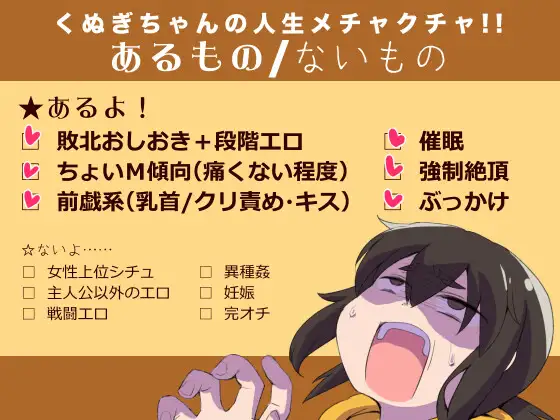 くぬぎちゃんの人生メチャクチャ!!
あるもの/ないもの
★あるよ！
敗北おしおき＋段階エロ
催眠
ちょいM傾向(痛くない程度)
強制絶頂
前戯系(乳首/クリ責め・キス)
ぶっかけ
☆ないよ……
□ 女性上位シチュ
□ 異種姦
□ 主人公以外のエロ
□ 妊娠
□ 戦闘エロ
□ 完オチ